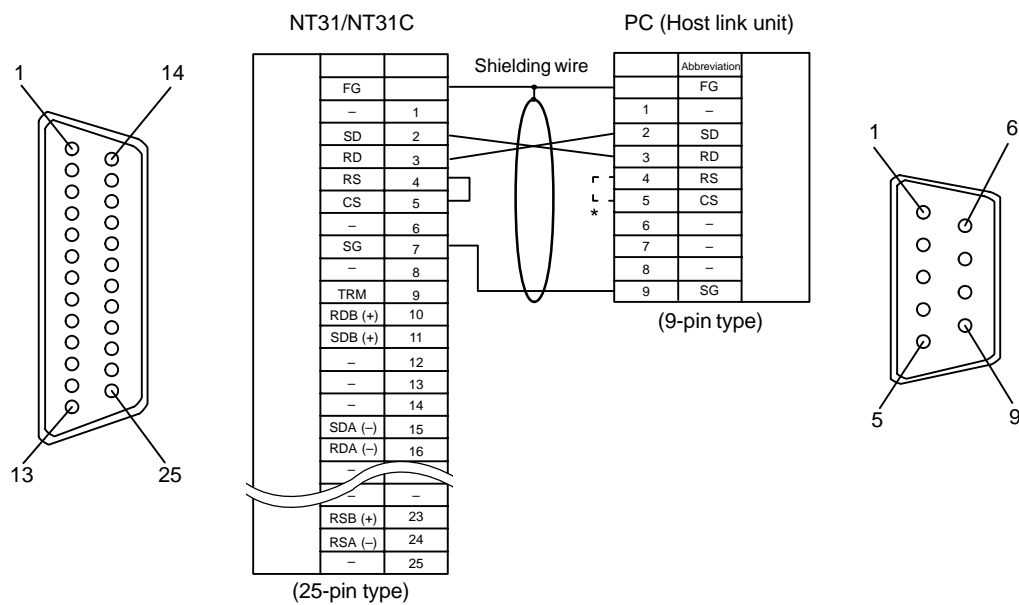 NT31/NT31C
PC (Host link unit)
1
14
13
25
Shielding wire
FG
– 1
SD 2
RD 3
RS 4
CS 5
– 6
SG 7
– 8
TRM 9
RDB (+) 10
SDB (+) 11
– 12
– 13
– 14
SDA (–) 15
RDA (–) 16
–
– –
RSB (+) 23
RSA (–) 24
– 25
(25-pin type)
Abbreviation
FG
1 –
2 SD
3 RD
4 RS
5 CS
*
6 –
7 –
8 –
9 SG
(9-pin type)
1
6
5
9